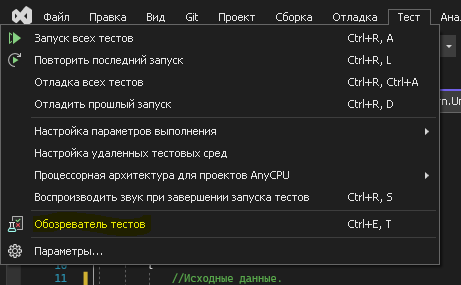 Файл Правка Вид Git Проект Сборка Отладка Тест Ана
Запуск всех тестов Ctrl+R, A
Повторить последний запуск Ctrl+R, L
Отладка всех тестов Ctrl+R, Ctrl+A
Отладить прошлый запуск Ctrl+R, D
n.Ur
Настройка параметров выполнения
Настройка удаленных тестовых сред
Процессорная архитектура для проектов AnyCPU
Воспроизводить звук при завершении запуска тестов Ctrl+R, S
Обозреватель тестов Ctrl+E, T
Параметры...
11 //Исходные данные.